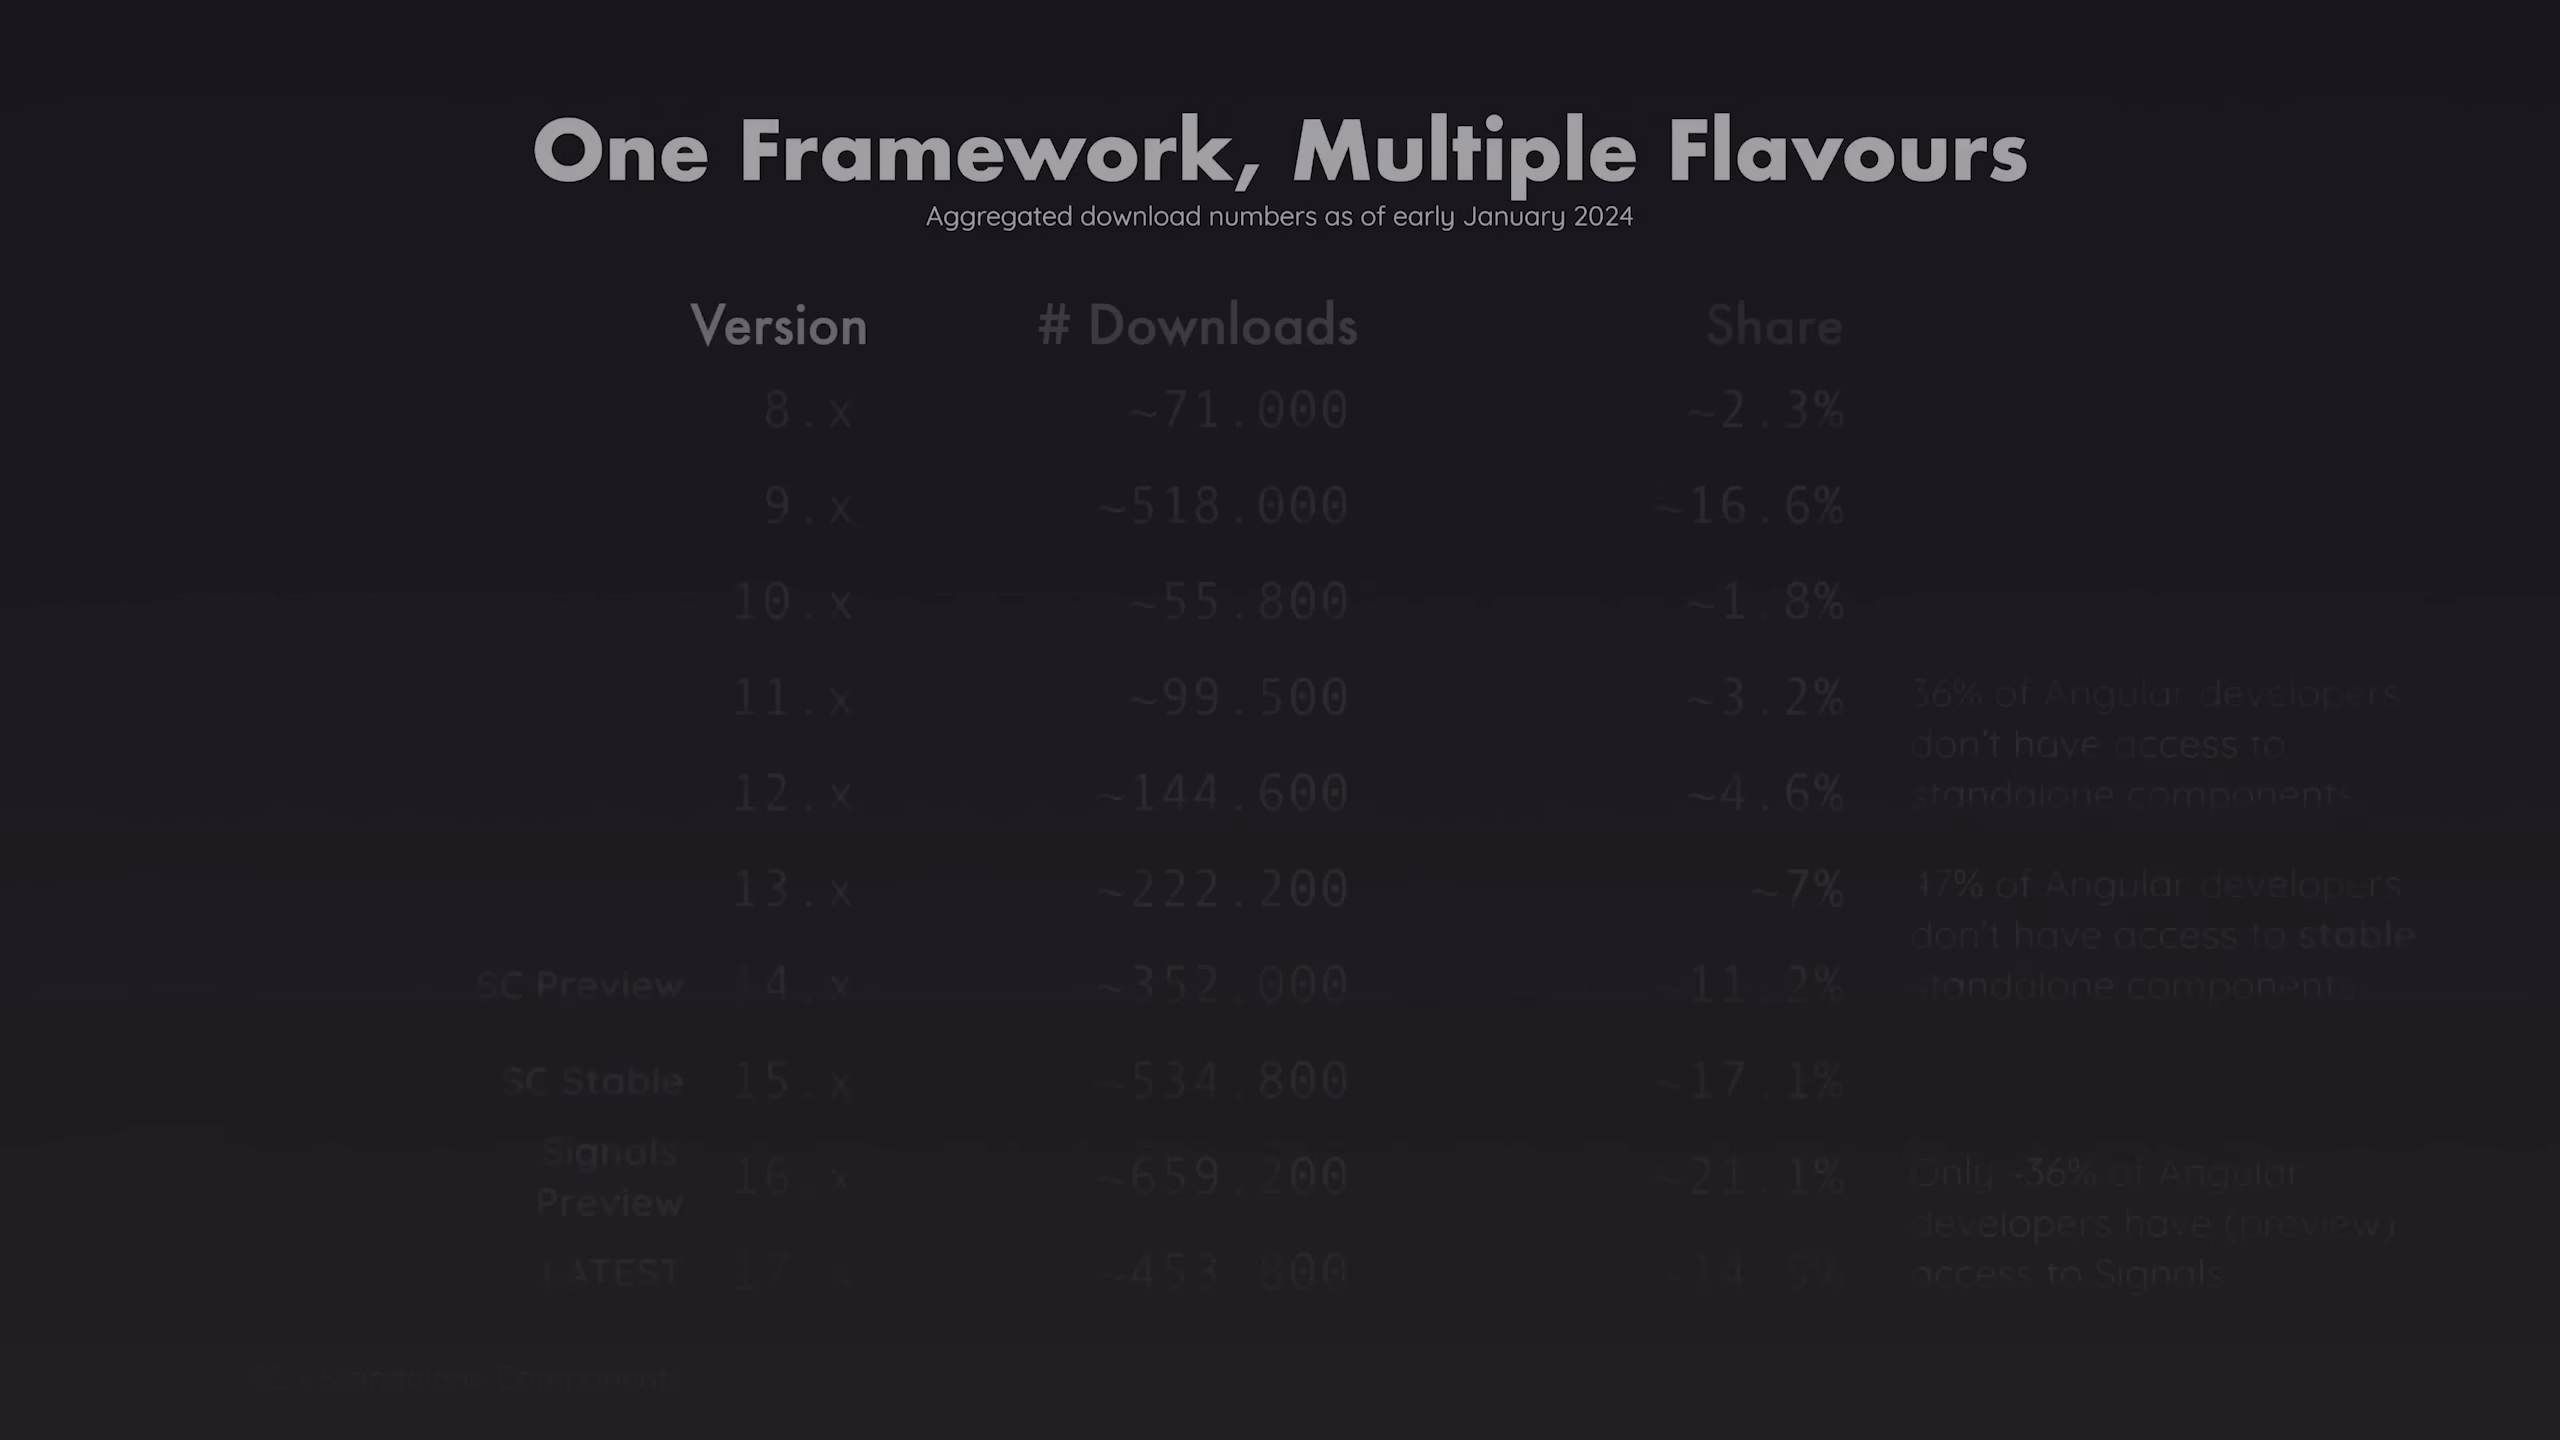 One Framework, Multiple Flavours
Aggregated download numbers as of early January 2024
Version # Downloads Share
8.x ~71.000 ~2.3%
9.x ~518.000 ~16.6%
10.x ~55.800 ~1.8%
11.x ~99.500 ~3.2%
12.x ~144.600 ~4.6%
13.x ~222.200 ~7%
SC Preview 14.x ~352.000 ~11.2%
SC Stable 15.x ~534.800 ~17.1%
Signals
Preview
16.x ~659.200 ~21.1%
LATEST 17.x ~453.800
36% of Angular developers
don't have access to
standalone components
47% of Angular developers
don't have access to stable
standalone components
Only ~36% of Angular
developers have (preview)
access to Signals
SC = Standalone Components